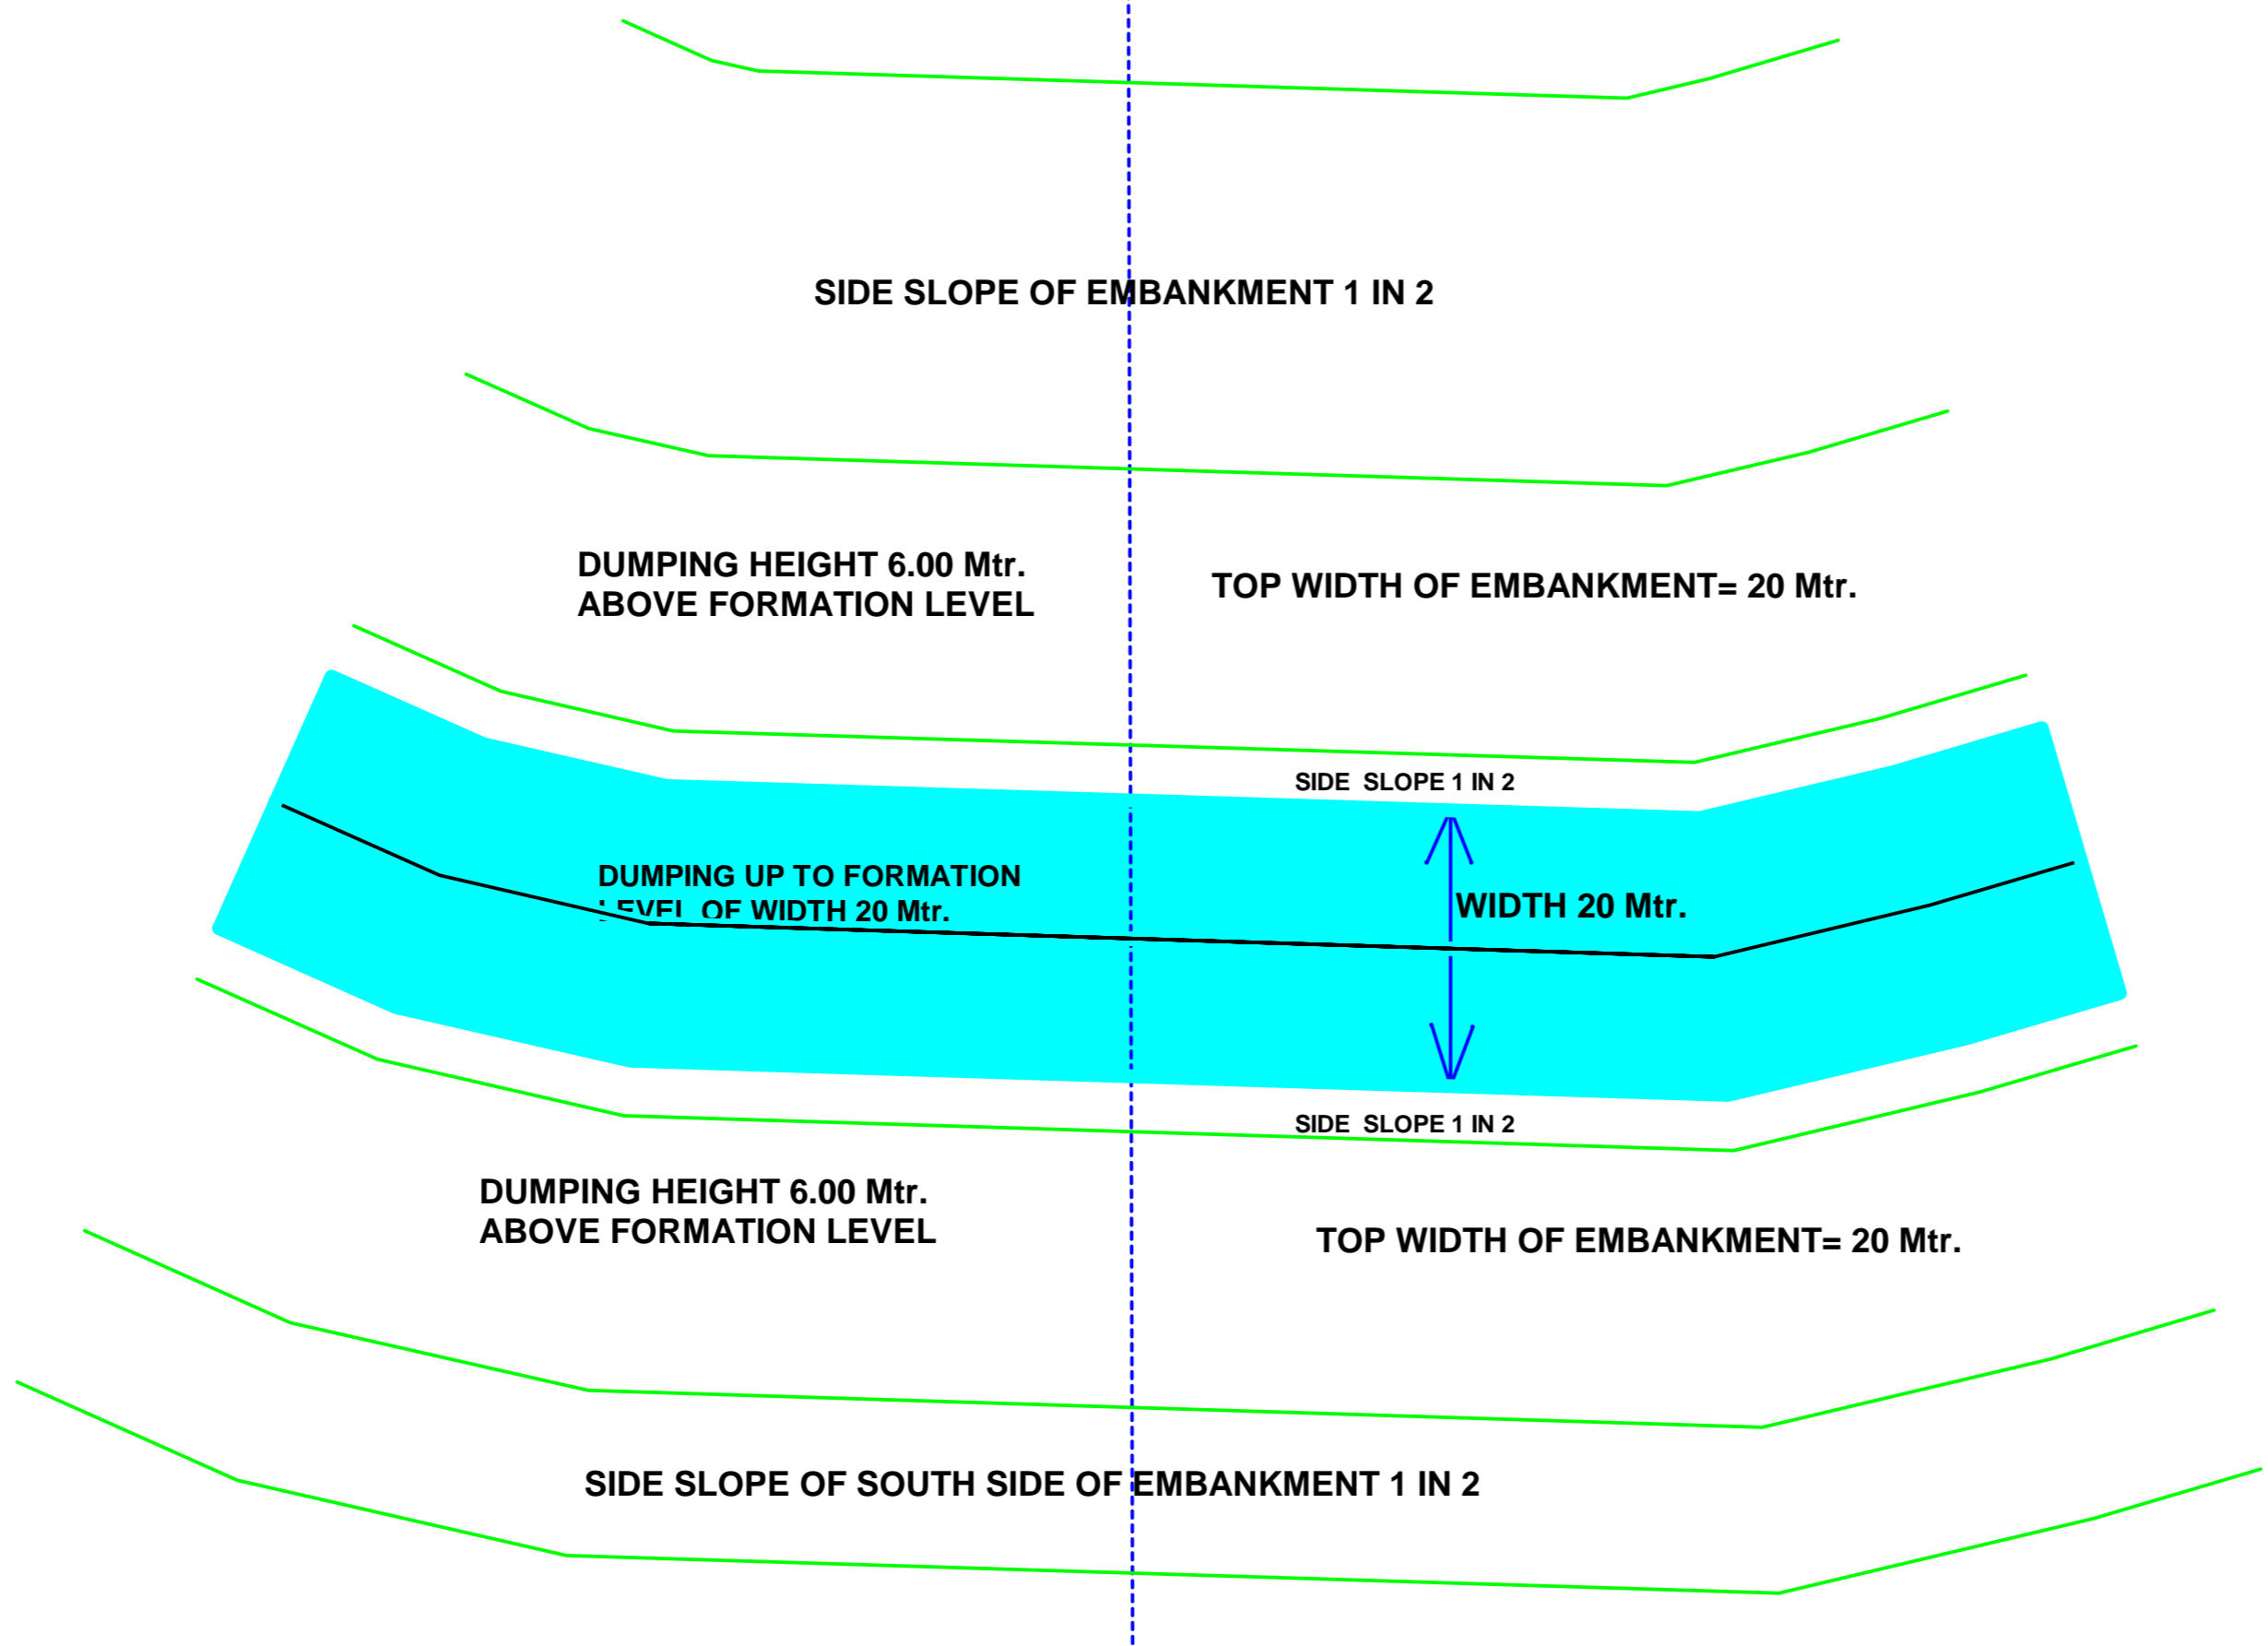 SIDE SLOPE OF EMBANKMENT 1 IN 2
DUMPING HEIGHT 6.00 Mtr.
ABOVE FORMATION LEVEL
TOP WIDTH OF EMBANKMENT= 20 Mtr.
SIDE SLOPE 1 IN 2
DUMPING UP TO FORMATION
LEVEL OF WIDTH 20 Mtr.
WIDTH 20 Mtr.
SIDE SLOPE 1 IN 2
DUMPING HEIGHT 6.00 Mtr.
ABOVE FORMATION LEVEL
TOP WIDTH OF EMBANKMENT= 20 Mtr.
SIDE SLOPE OF SOUTH SIDE OF EMBANKMENT 1 IN 2